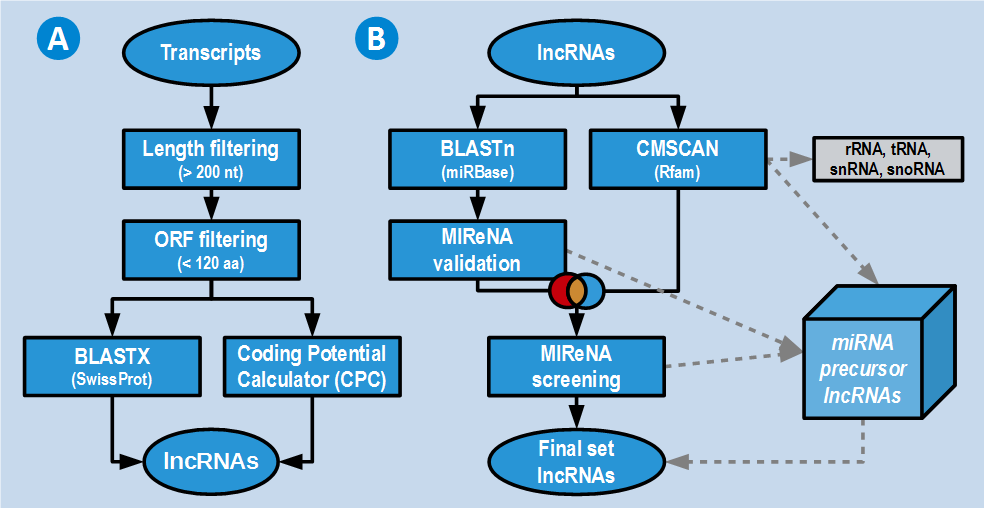 A
Transcripts
Length filtering
(> 200 nt)
ORF filtering
(< 120 aa)
BLASTX
(SwissProt)
Coding Potential
Calculator (CPC)
lncRNAs
B
lncRNAs
BLASTn
(miRBase)
CMSCAN
(Rfam)
rRNA, tRNA,
snRNA, snoRNA
MIReNA
validation
MIReNA
screening
miRNA
precursor
lncRNAs
Final set
lncRNAs